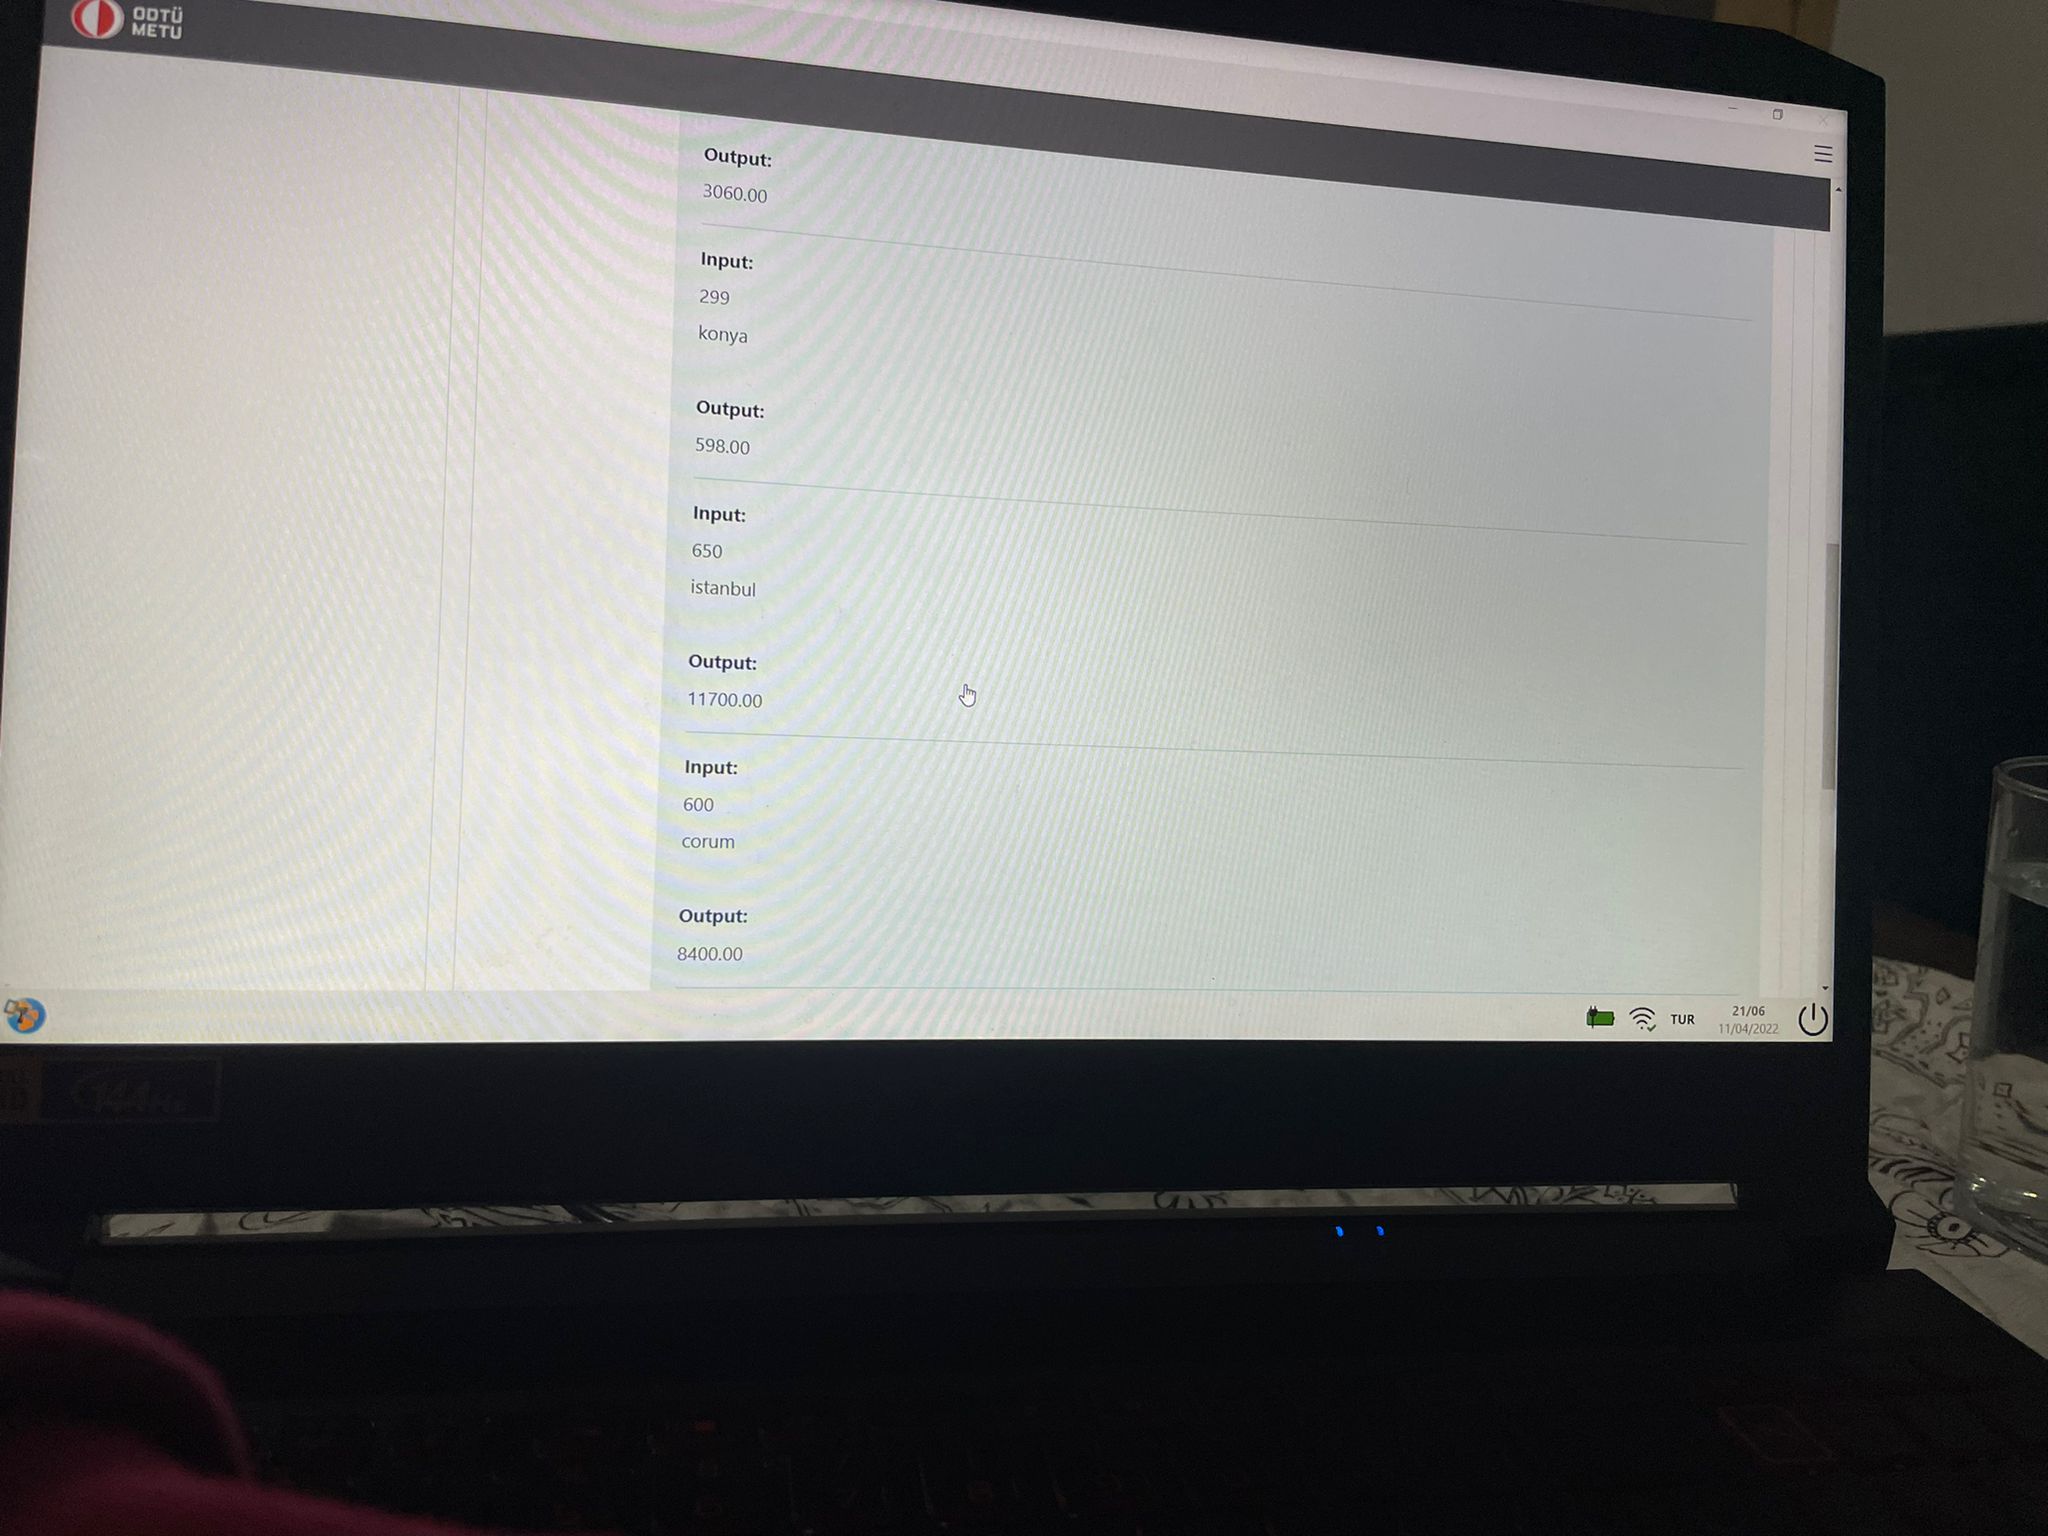 ODTÜ
METU
Output:
3060.00
Input:
299
konya
Output:
598.00
Input:
650
istanbul
Output:
11700.00
Input:
600
corum
Output:
8400.00
TUR
21/06
11/04/2022
144Hz